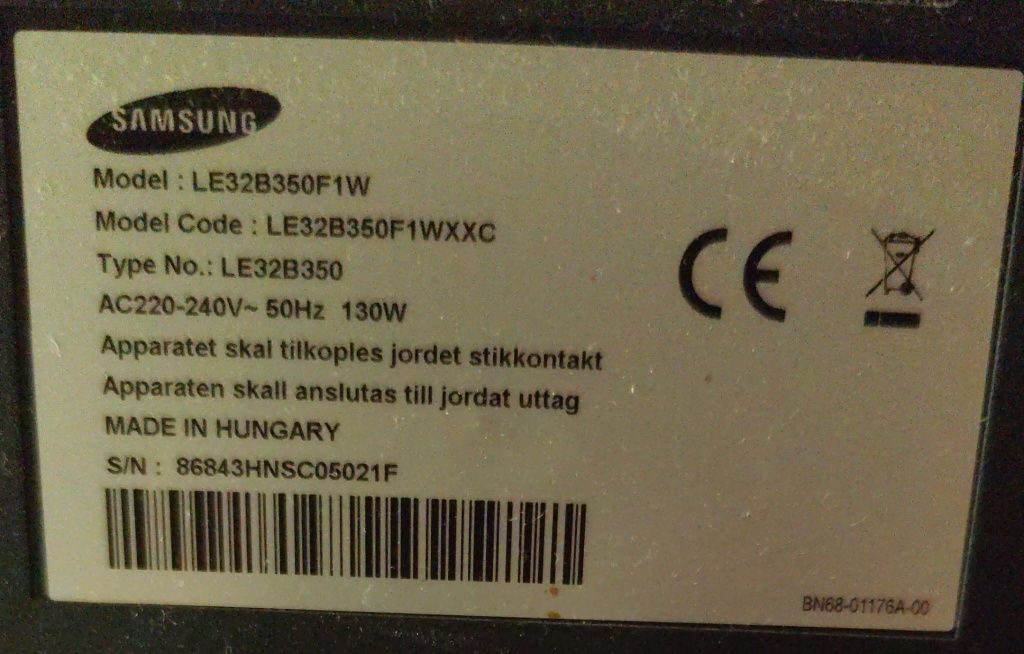 SAMSUNG
Model : LE32B350F1W
Model Code : LE32B350F1WXXC
Type No.: LE32B350
AC220-240V~ 50Hz 130W
Apparatet skal tilkoples jordet stikkontakt
Apparaten skall anslutas till jordat uttag
MADE IN HUNGARY
S/N : 86843HNSC05021F
CE
BN68-01176A-00